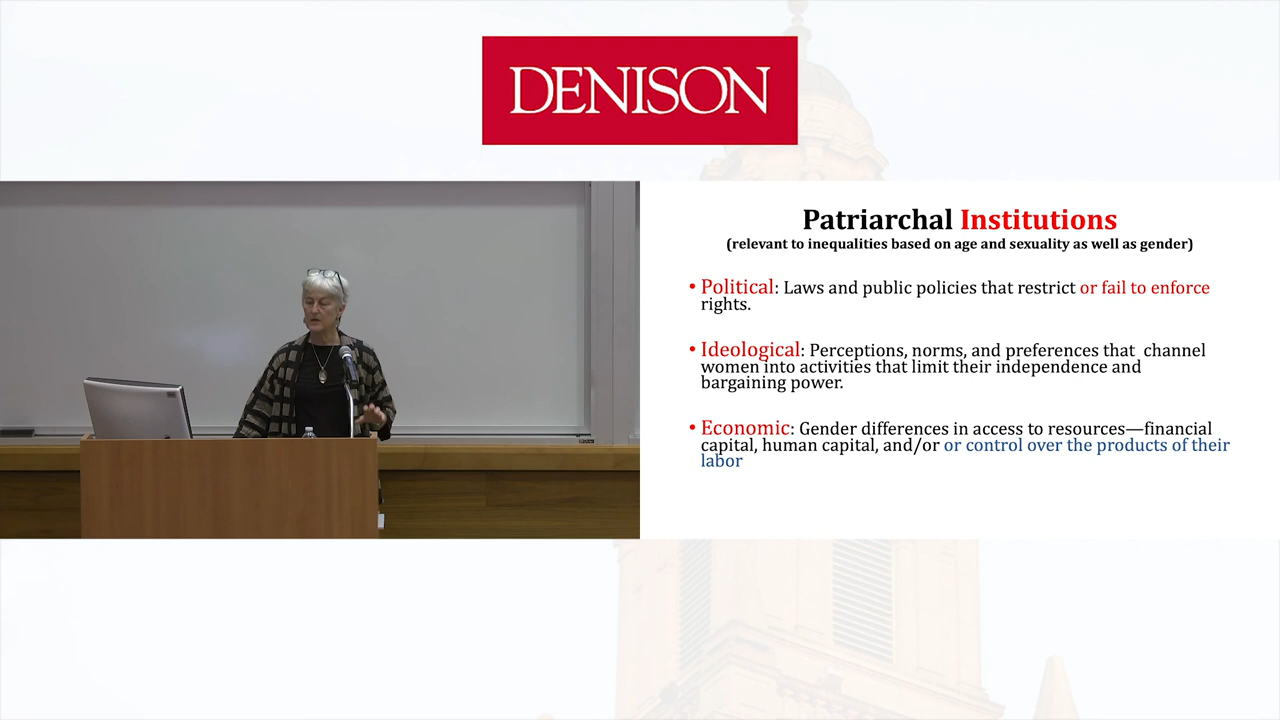 DENISON
Patriarchal Institutions
(relevant to inequalities based on age and sexuality as well as gender)
• Political: Laws and public policies that restrict or fail to enforce
rights.
• Ideological: Perceptions, norms, and preferences that channel
women into activities that limit their independence and
bargaining power.
• Economic: Gender differences in access to resources—financial
capital, human capital, and/or or control over the products of their
labor